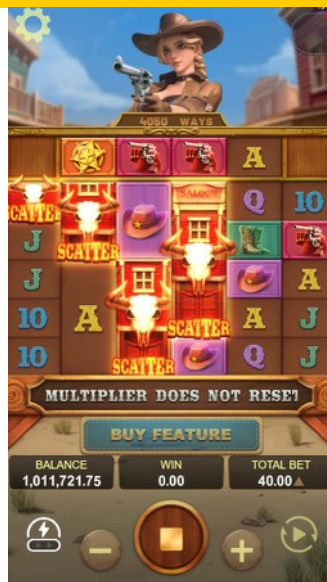 4050 WAYS
A
SALOON
SCATTER
Q
10
J
SCATTER
J
A
SCATTER
10
A
A
J
10
SCATTER
Q
J
MULTIPLIER DOES NOT RESET
BUY FEATURE
BALANCE
WIN
TOTAL BET
1,011,721.75
0.00
40.00